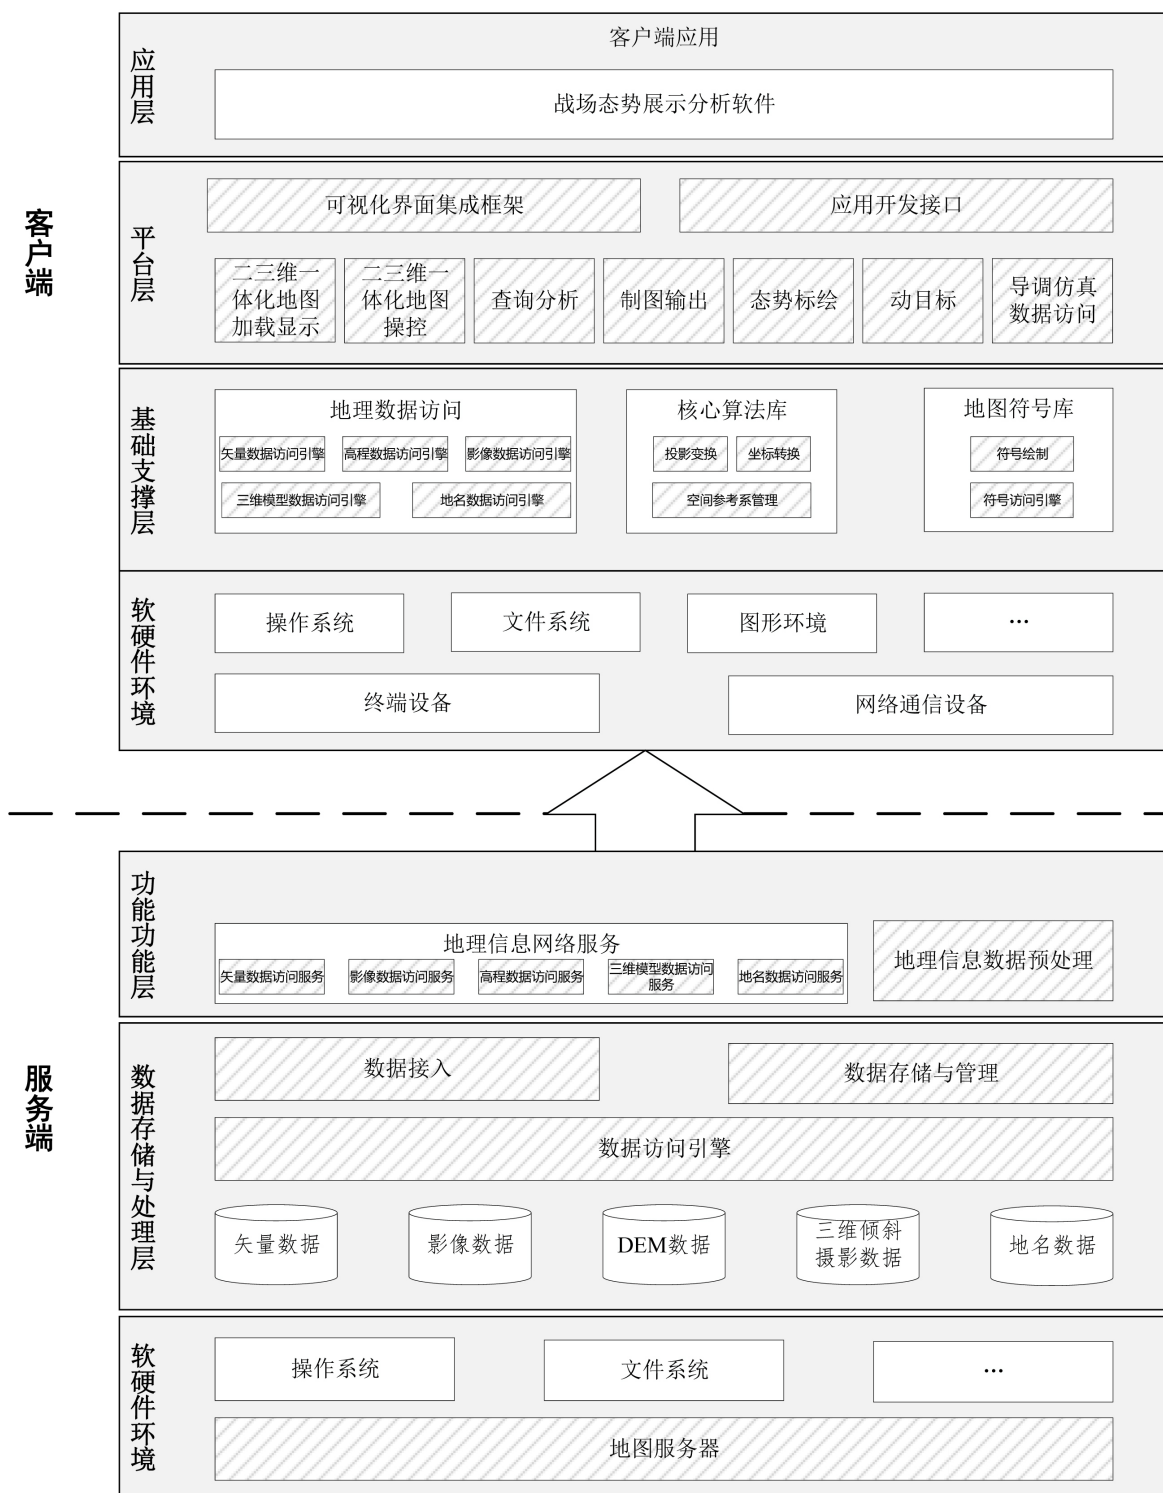 客户端
应用层
客户端应用
战场态势展示分析软件
平台层
可视化界面集成框架
应用开发接口
二三维一
体化地图
加载显示
二三维一
体化地图
操控
查询分析
制图输出
态势标绘
动目标
导调仿真
数据访问
基础支撑层
地理数据访问
矢量数据访问引擎
高程数据访问引擎
影像数据访问引擎
三维模型数据访问引擎
地名数据访问引擎
核心算法库
投影变换
坐标转换
空间参考系管理
地图符号库
符号绘制
符号访问引擎
软硬件环境
操作系统
文件系统
图形环境
...
终端设备
网络通信设备
服务端
功能功能层
地理信息网络服务
矢量数据访问服务
影像数据访问服务
高程数据访问服务
三维模型数据访问
服务
地名数据访问服务
地理信息数据预处理
数据存储与处理层
数据接入
数据存储与管理
数据访问引擎
矢量数据
影像数据
DEM数据
三维倾斜
摄影数据
地名数据
软硬件环境
操作系统
文件系统
...
地图服务器